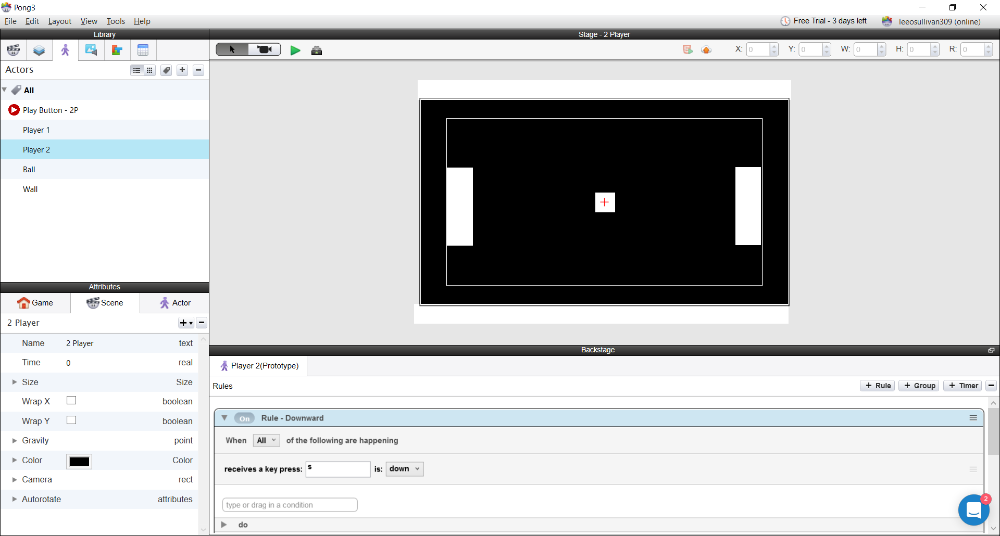 Pong3
File Edit Layout View Tools Help
Free Trial - 3 days left
leeosullivan309 (online)
Library
Stage - 2 Player
X: 0 Y: 0 W: 0 H: 0 R: 0
Actors
All
Play Button - 2P
Player 1
Player 2
Ball
Wall
Attributes
Game Scene Actor
2 Player
Name 2 Player text
Time 0 real
Size Size
Wrap X boolean
Wrap Y boolean
Gravity point
Color Color
Camera rect
Autorotate attributes
Backstage
Player 2(Prototype)
Rules
+ Rule + Group + Timer
On Rule - Downward
When All of the following are happening
receives a key press: s is: down
type or drag in a condition
do
2